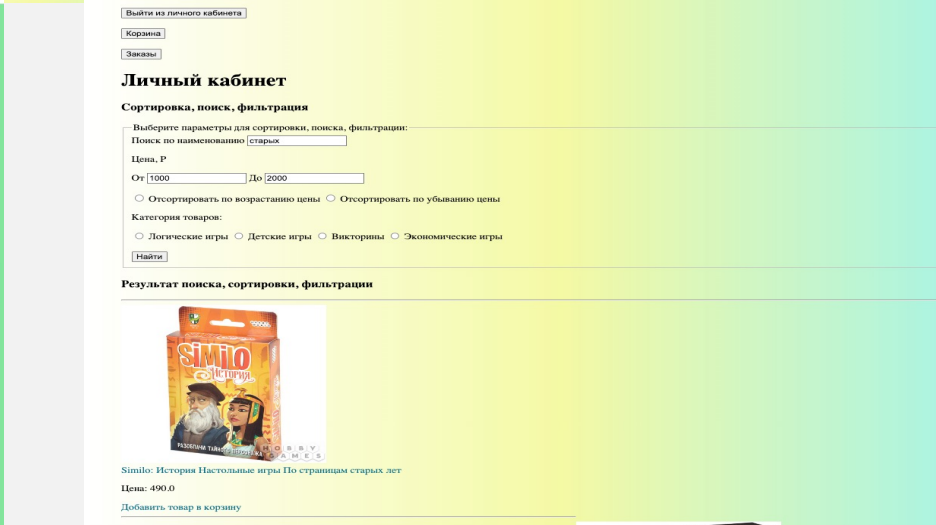 Выйти из личного кабинета
Корзина
Заказы
Личный кабинет
Сортировка, поиск, фильтрация
Выберите параметры для сортировки, поиска, фильтрации:
Поиск по наименованию старых
Цена, Р
От 1000 До 2000
Отсортировать по возрастанию цены Отсортировать по убыванию цены
Категория товаров:
Логические игры Детские игры Викторины Экономические игры
Найти
Результат поиска, сортировки, фильтрации
SiMiLO
История
HOBBY
GAMES
Similo: История Настольные игры По страницам старых лет
Цена: 490.0
Добавить товар в корзину